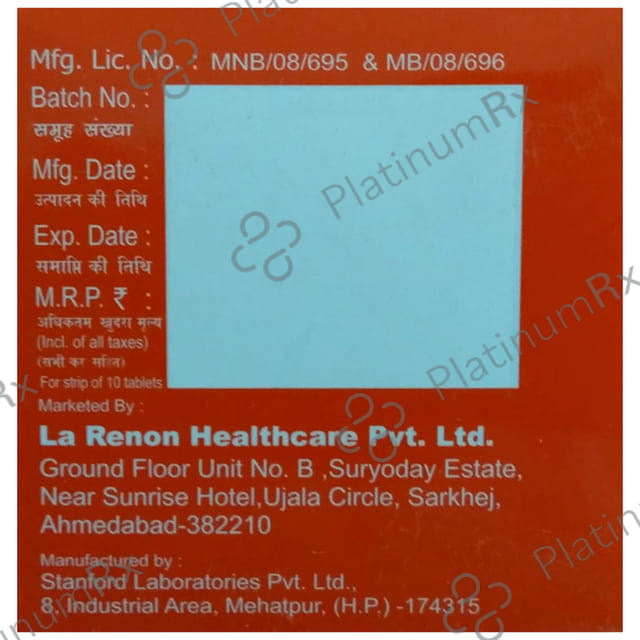 Mfg. Lic. No. : MNB/08/695 & MB/08/696
Batch No. :
समूह संख्या
Mfg. Date :
उत्पादन की तिथि
Exp. Date :
समाप्ति की तिथि
M.R.P. ₹ :
अधिकतम खुदरा मूल्य
(Incl. of all taxes)
(सभी कर सहित)
For strip of 10 tablets
Marketed By :
La Renon Healthcare Pvt. Ltd.
Ground Floor Unit No. B ,Suryoday Estate,
Near Sunrise Hotel,Ujala Circle, Sarkhej,
Ahmedabad-382210
Manufactured by :
Stanford Laboratories Pvt. Ltd.,
8, Industrial Area, Mehatpur, (H.P.) -174315
PlatinumRx
PlatinumRx
PlatinumRx
PlatinumRx